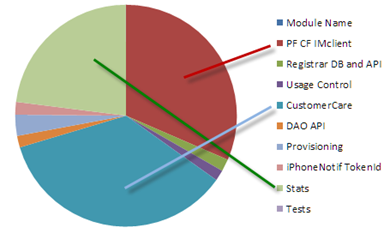 Module Name
PF CF IMclient
Registrar DB and API
Usage Control
CustomerCare
DAO API
Provisioning
iPhoneNotif TokenId
Stats
Tests